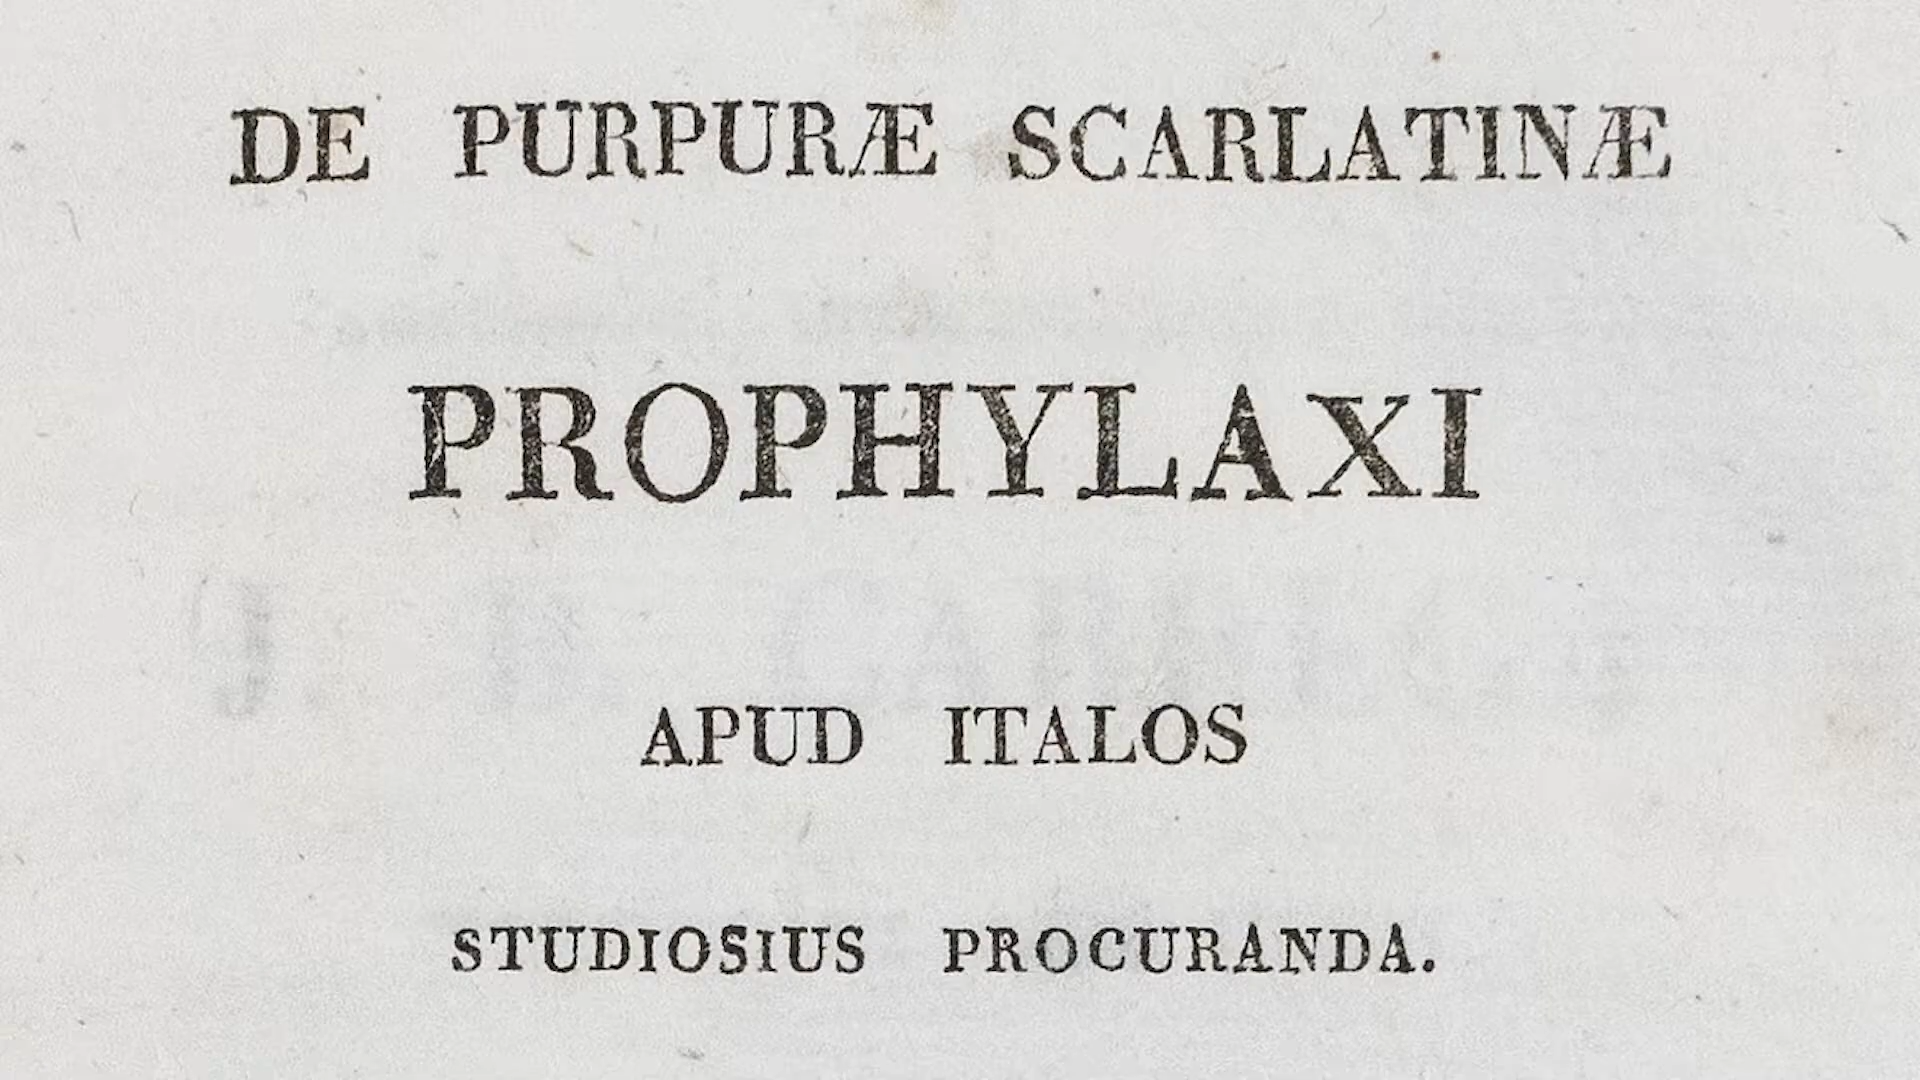 DE PURPURÆ SCARLATINÆ
PROPHYLAXI
APUD ITALOS
STUDIOSIUS PROCURANDA.